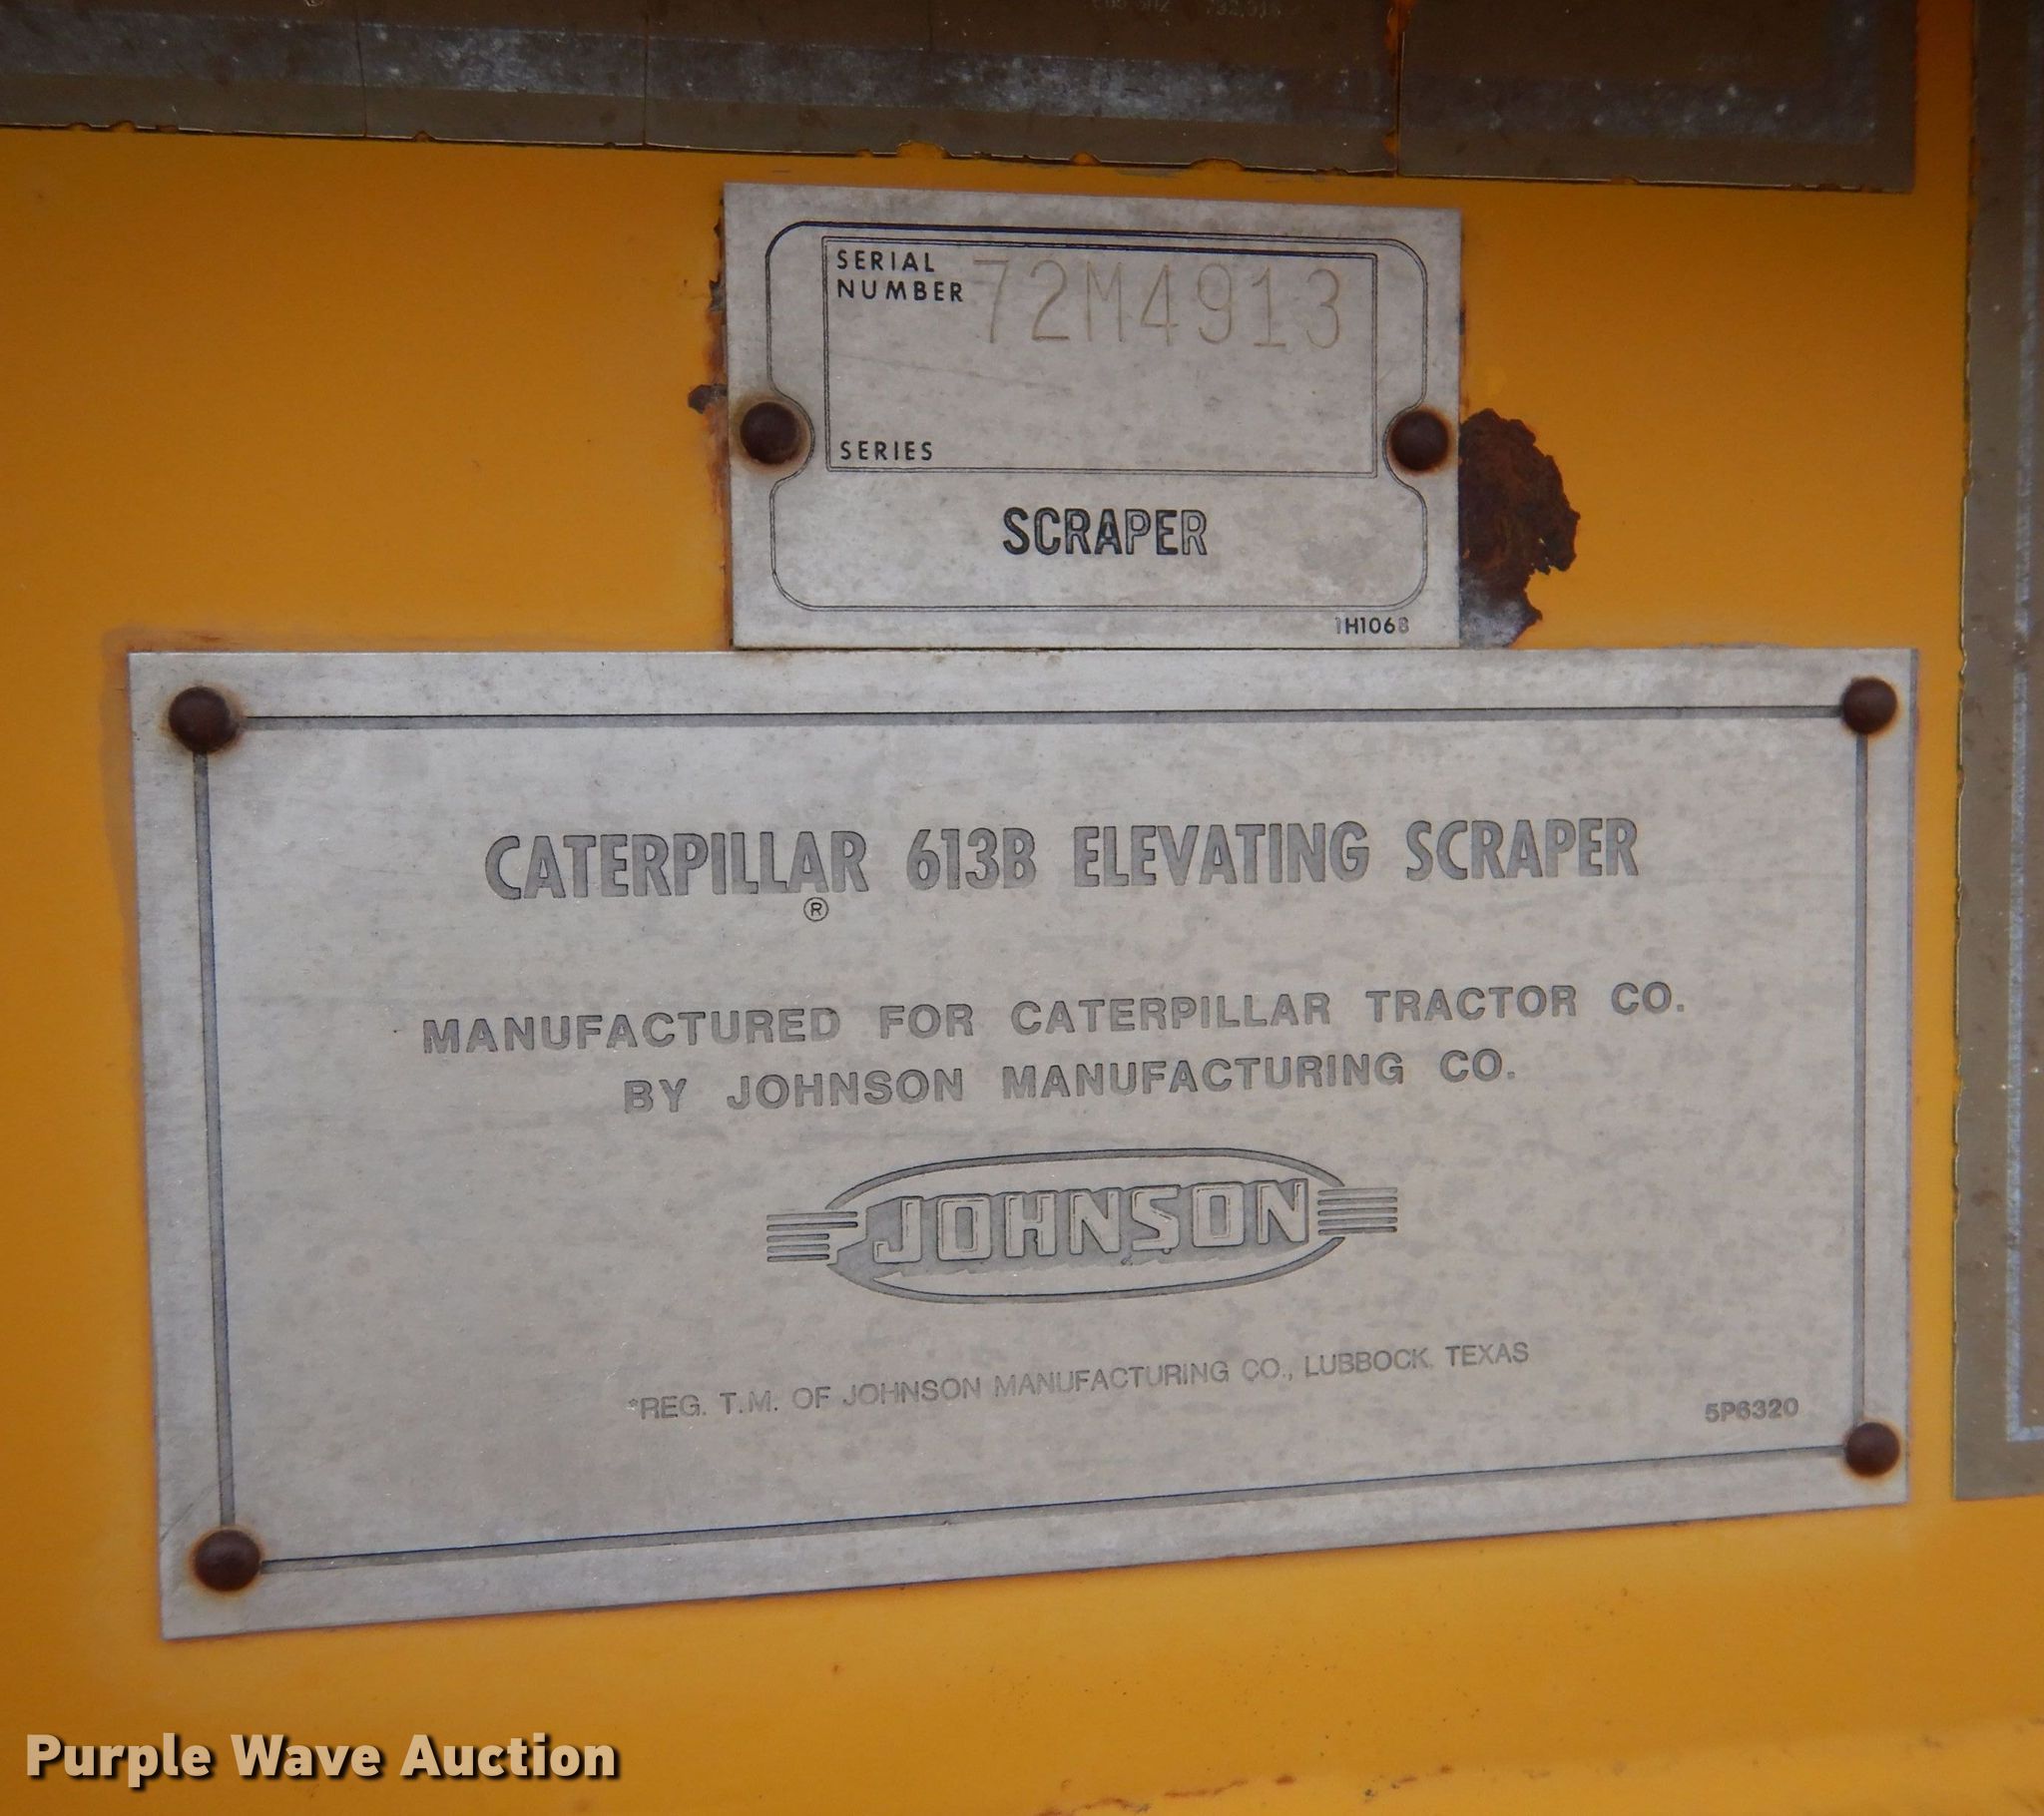 SERIAL
NUMBER 72M4913
SERIES
SCRAPER
1H1068
CATERPILLAR 613B ELEVATING SCRAPER
®
MANUFACTURED FOR CATERPILLAR TRACTOR CO.
BY JOHNSON MANUFACTURING CO.
JOHNSON
*REG. T.M. OF JOHNSON MANUFACTURING CO., LUBBOCK, TEXAS
5P6320
Purple Wave Auction